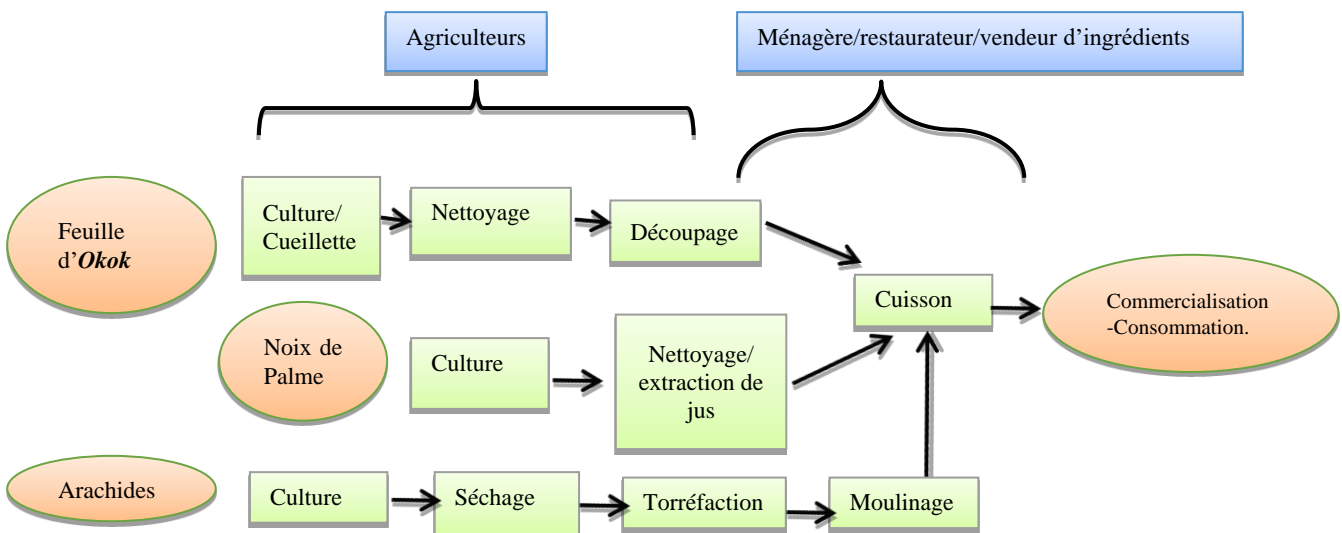 Agriculteurs
Ménagère/restaurateur/vendeur d’ingrédients
Feuille
d’Okok
Culture/
Cueillette
Nettoyage
Découpage
Cuisson
Commercialisation
-Consommation.
Noix de
Palme
Culture
Nettoyage/
extraction de
jus
Arachides
Culture
Séchage
Torréfaction
Moulinage